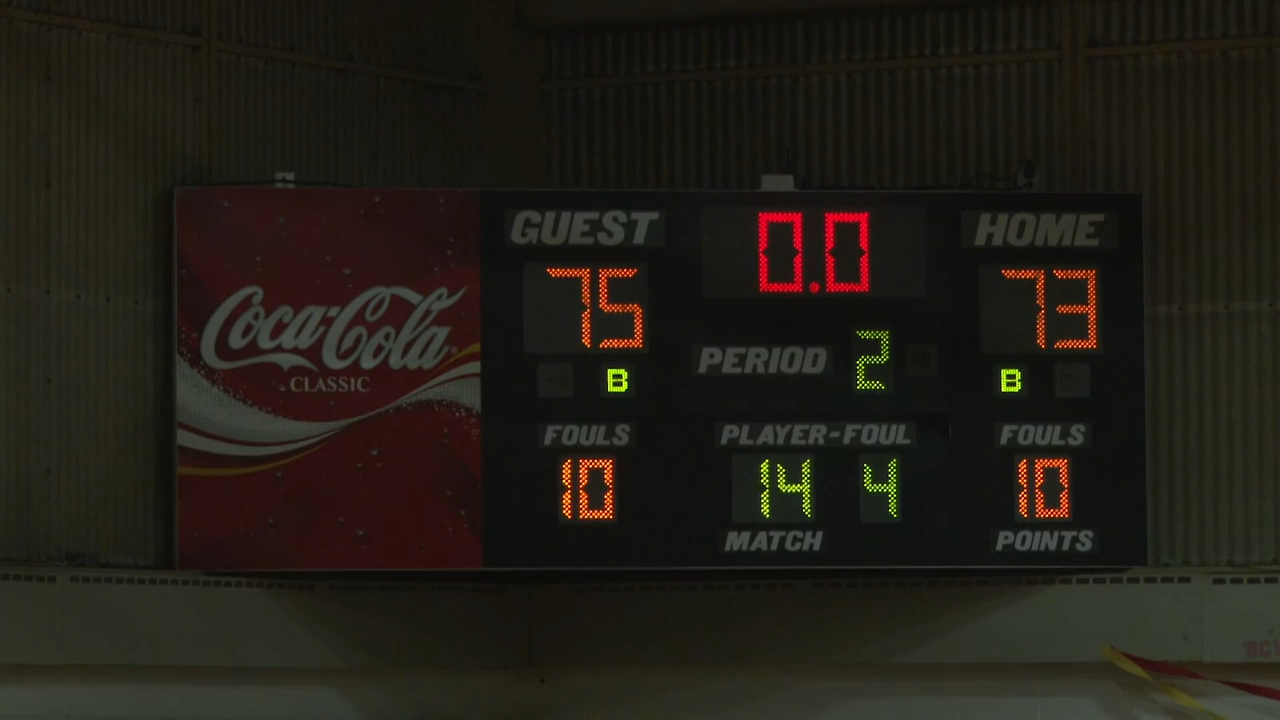 Coca-Cola
CLASSIC
GUEST
0.0
HOME
75
73
PERIOD 2
B
B
FOULS
PLAYER-FOUL
FOULS
10
14 4
10
MATCH
POINTS